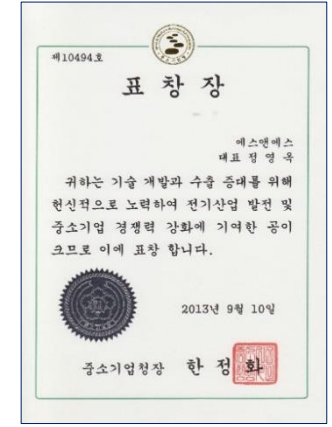 제10494호
표 창 장
에스앤에스
대표 정 영 옥
귀하는 기술 개발과 수출 증대를 위해
헌신적으로 노력하여 전기산업 발전 및
중소기업 경쟁력 강화에 기여한 공이
크므로 이에 표창 합니다.
2013년 9월 10일
중소기업청장 한 정 화